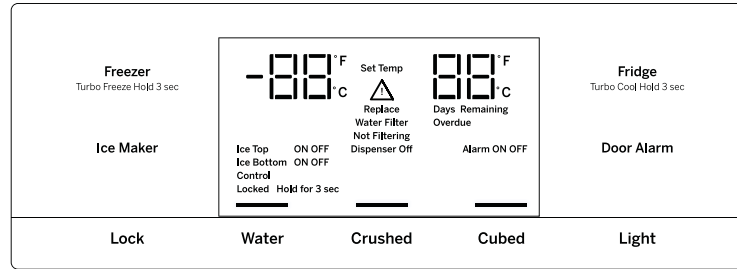 Freezer
Turbo Freeze Hold 3 sec
Ice Maker
-88 °F °C
Set Temp
88 °F °C
Replace
Water Filter
Not Filtering
Dispenser Off
Days Remaining
Overdue
Ice Top ON OFF
Ice Bottom ON OFF
Control
Locked Hold for 3 sec
Alarm ON OFF
Fridge
Turbo Cool Hold 3 sec
Door Alarm
Lock Water Crushed Cubed Light